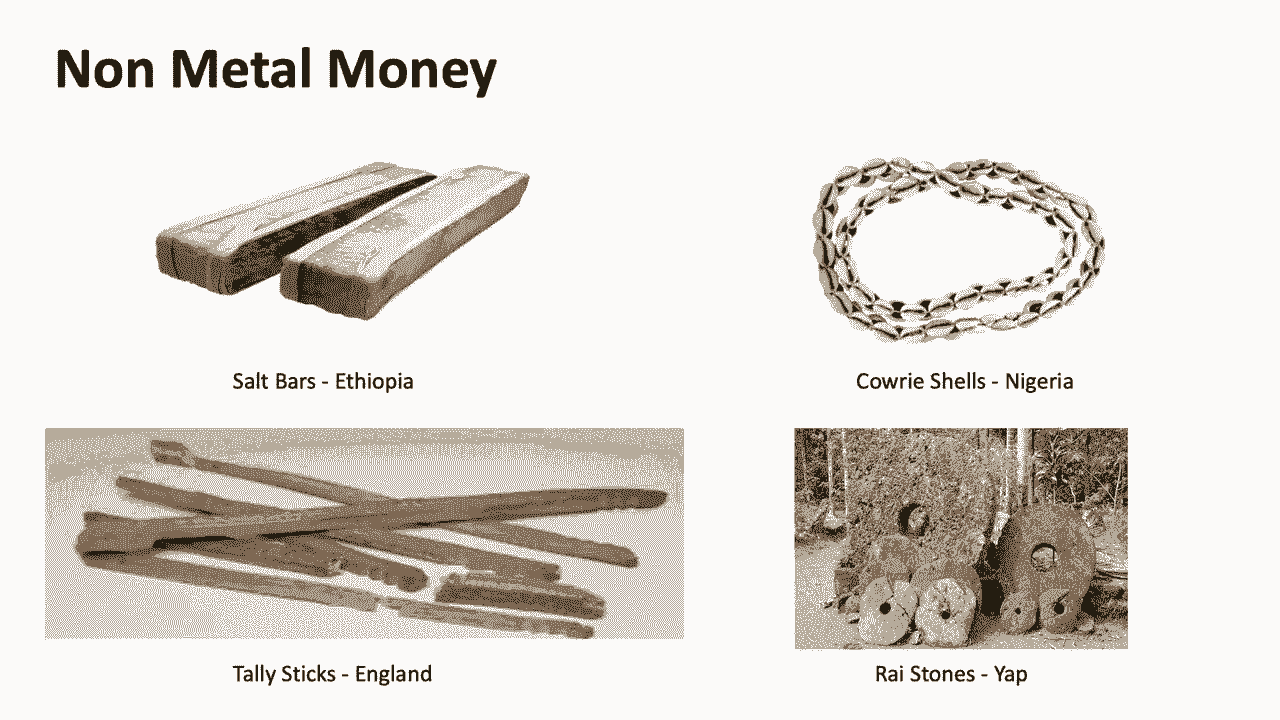 Non Metal Money
Salt Bars - Ethiopia
Cowrie Shells - Nigeria
Tally Sticks - England
Rai Stones - Yap